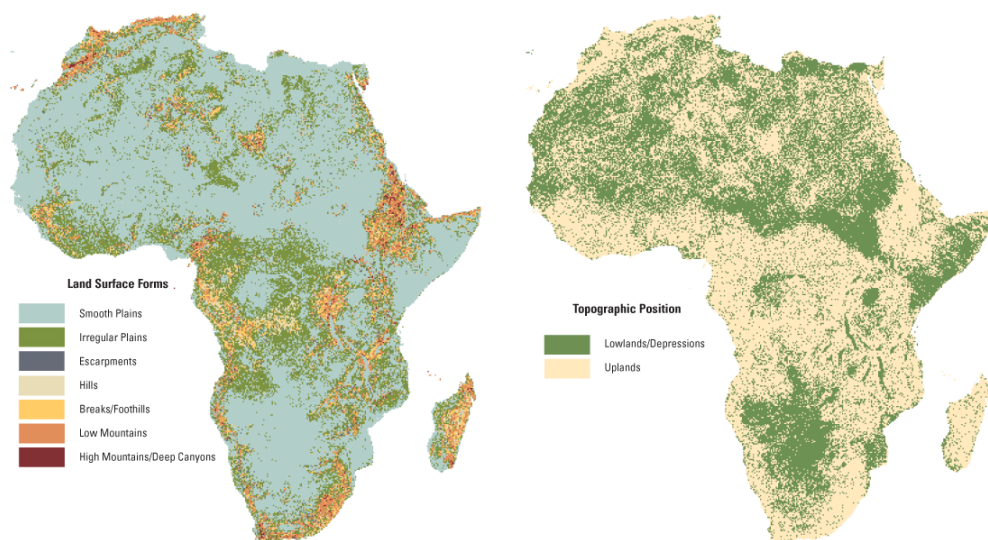 Land Surface Forms
Smooth Plains
Irregular Plains
Escarpments
Hills
Breaks/Foothills
Low Mountains
High Mountains/Deep Canyons
Topographic Position
Lowlands/Depressions
Uplands